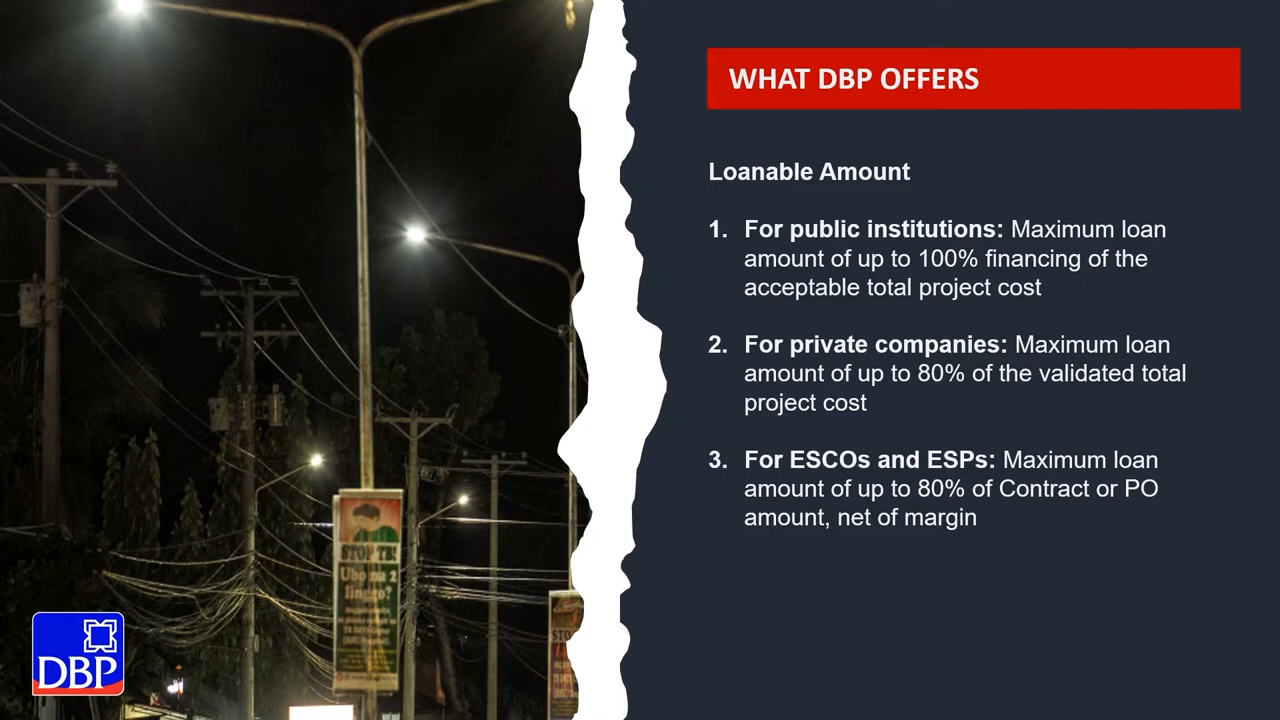 WHAT DBP OFFERS
Loanable Amount
1. For public institutions: Maximum loan
amount of up to 100% financing of the
acceptable total project cost
2. For private companies: Maximum loan
amount of up to 80% of the validated total
project cost
3. For ESCOs and ESPs: Maximum loan
amount of up to 80% of Contract or PO
amount, net of margin
STOP TB!
Ubo na 2
linggo?
STO
DBP